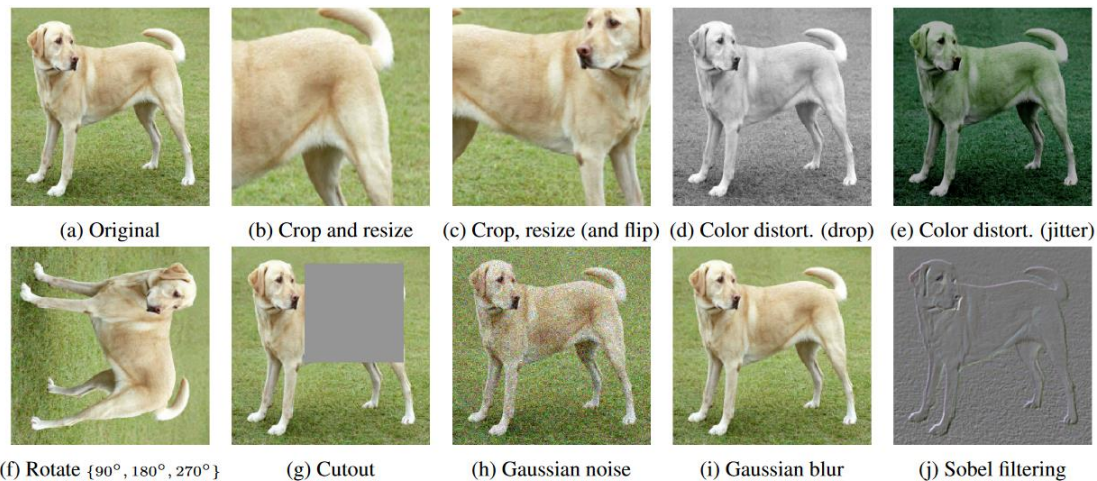 (a) Original
(b) Crop and resize
(c) Crop, resize (and flip)
(d) Color distort. (drop)
(e) Color distort. (jitter)
(f) Rotate {90°, 180°, 270°}
(g) Cutout
(h) Gaussian noise
(i) Gaussian blur
(j) Sobel filtering